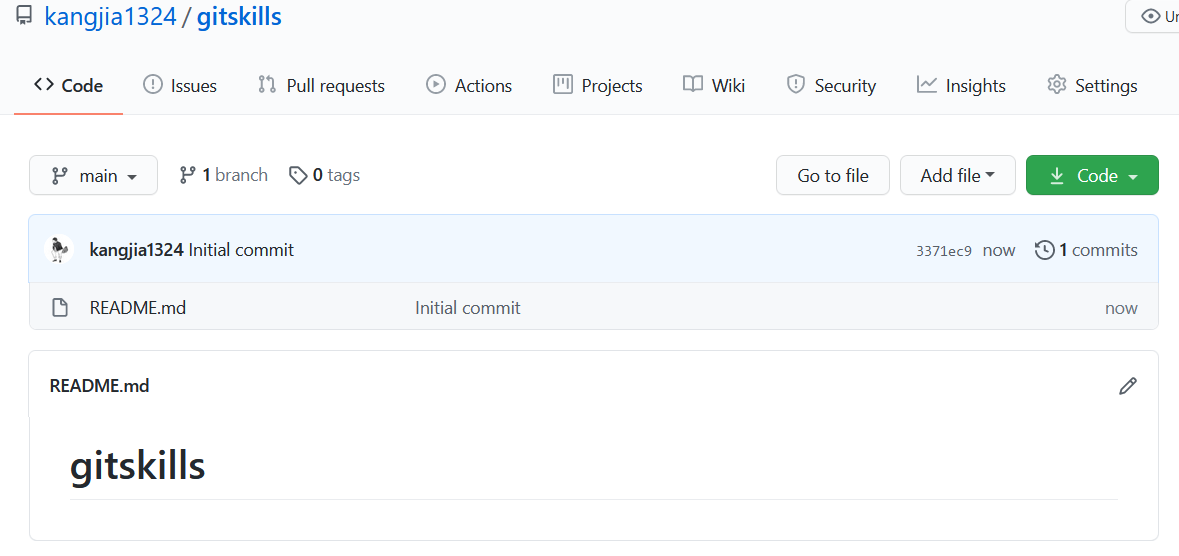 kangjia1324 / gitskills
Code Issues Pull requests Actions Projects Wiki Security Insights Settings
main 1 branch 0 tags Go to file Add file Code
kangjia1324 Initial commit 3371ec9 now 1 commits
README.md Initial commit now
README.md
gitskills